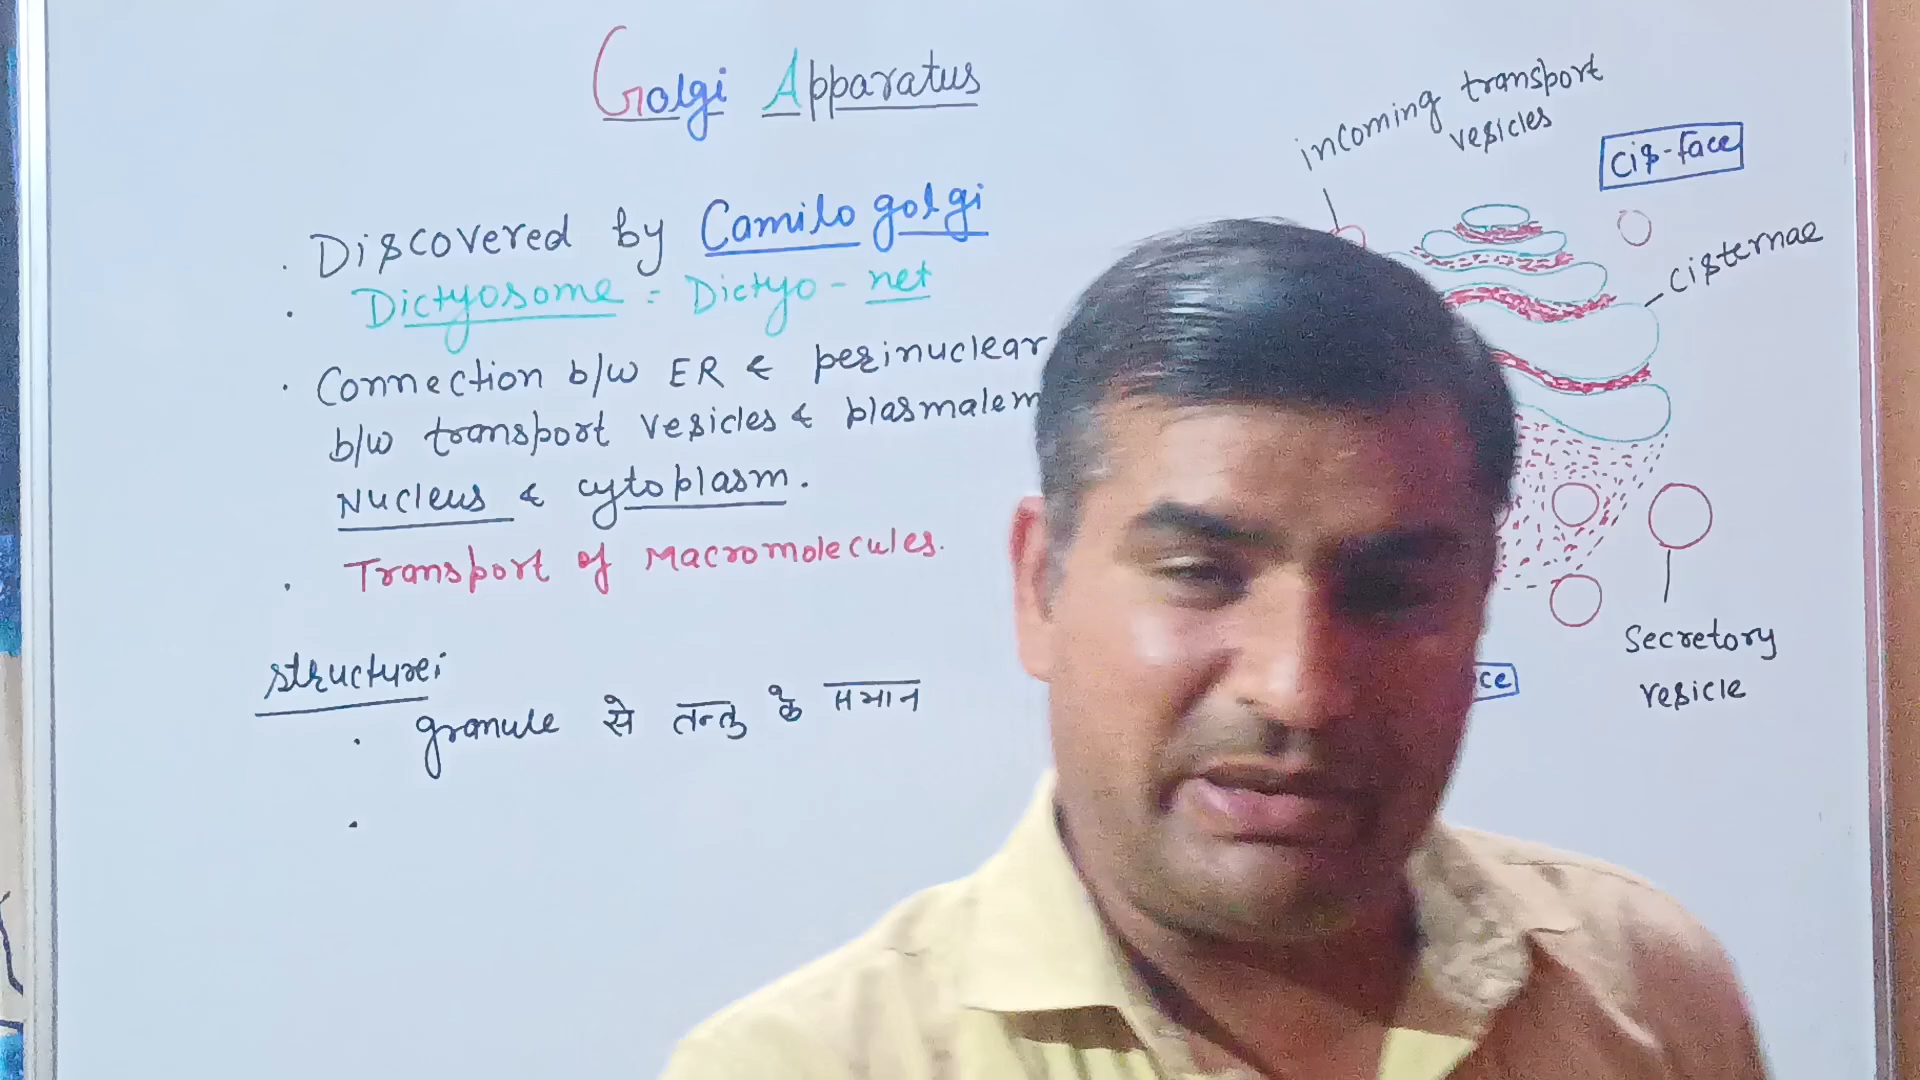 Golgi Apparatus
incoming transport
vesicles
cis-face
Discovered by Camilo golgi
Dictyosome = Dictyo - net
cisternae
Connection b/w ER & perinuclear
b/w transport vesicles & plasmalem
Nucleus & cytoplasm.
Transport of Macromolecules.
Secretory
vesicle
ce
structure:
granule से तन्तु के समान